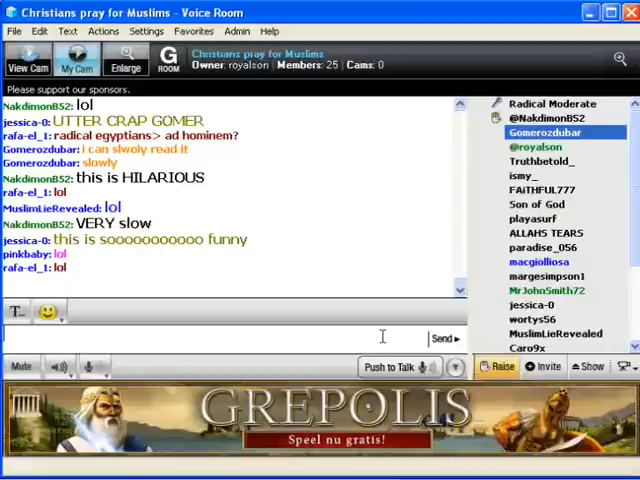 Christians pray for Muslims - Voice Room
File Edit Text Actions Settings Favorites Admin Help
View Cam My Cam Enlarge G ROOM
Christians pray for Muslims
Owner: royalson | Members: 25 | Cams: 0
Please support our sponsors.
NakdimonB52: lol
jessica-0: UTTER CRAP GOMER
rafa-el_1: radical egyptians> ad hominem?
Gomerozdubar: i can slwoly read it
Gomerozdubar: slowly
NakdimonB52: this is HILARIOUS
rafa-el_1: lol
MuslimLieRevealed: lol
NakdimonB52: VERY slow
jessica-0: this is sooooooooooo funny
pinkbaby: lol
rafa-el_1: lol
Radical Moderate
@NakdimonB52
Gomerozdubar
@royalson
Truthbetold_
ismy_
FAiTHFUL777
Son of God
playasurf
ALLAHS TEARS
paradise_056
macgiolliosa
margesimpson1
MrJohnSmith72
jessica-0
wortys56
MuslimLieRevealed
Caro9x
T...
Send
Mute Push to Talk Raise Invite Show
GREPOLIS
Speel nu gratis!